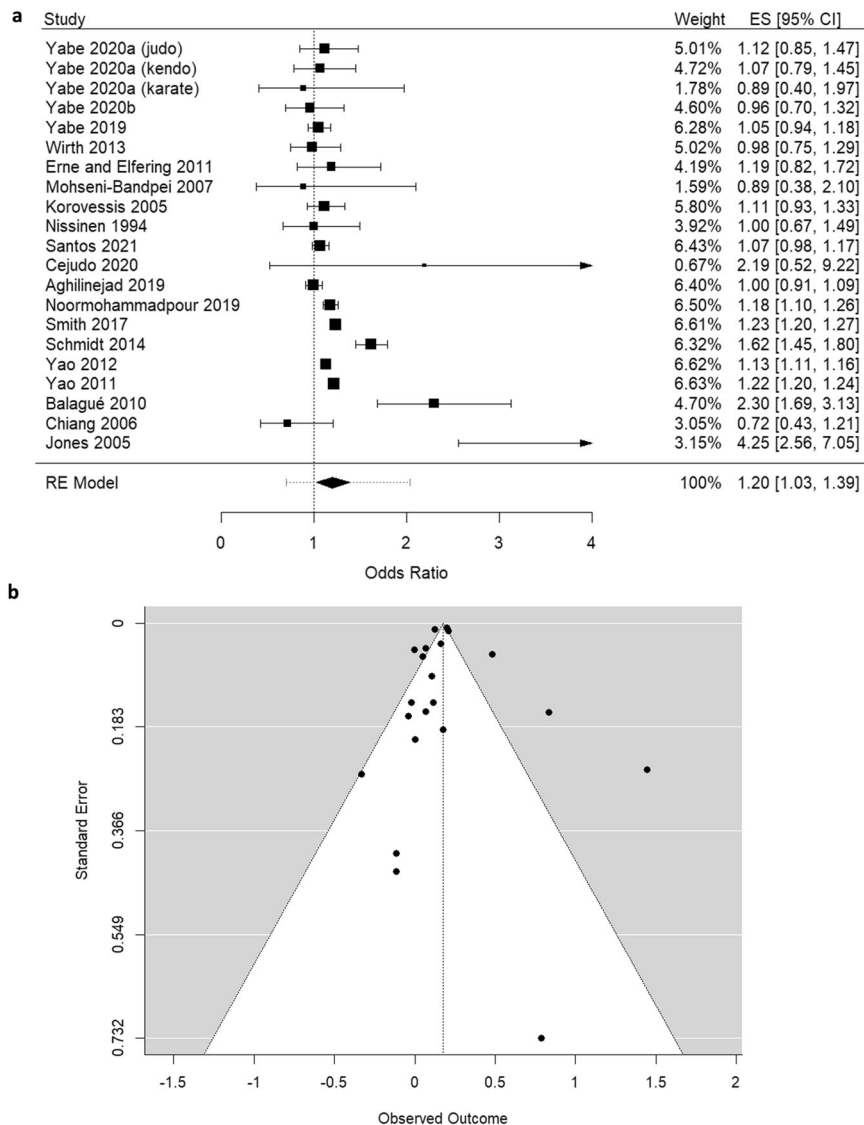 a
Study Weight ES [95% CI]
Yabe 2020a (judo) 5.01% 1.12 [0.85, 1.47]
Yabe 2020a (kendo) 4.72% 1.07 [0.79, 1.45]
Yabe 2020a (karate) 1.78% 0.89 [0.40, 1.97]
Yabe 2020b 4.60% 0.96 [0.70, 1.32]
Yabe 2019 6.28% 1.05 [0.94, 1.18]
Wirth 2013 5.02% 0.98 [0.75, 1.29]
Erne and Elfering 2011 4.19% 1.19 [0.82, 1.72]
Mohseni-Bandpei 2007 1.59% 0.89 [0.38, 2.10]
Korovessis 2005 5.80% 1.11 [0.93, 1.33]
Nissinen 1994 3.92% 1.00 [0.67, 1.49]
Santos 2021 6.43% 1.07 [0.98, 1.17]
Cejudo 2020 0.67% 2.19 [0.52, 9.22]
Aghilinejad 2019 6.40% 1.00 [0.91, 1.09]
Noormohammadpour 2019 6.50% 1.18 [1.10, 1.26]
Smith 2017 6.61% 1.23 [1.20, 1.27]
Schmidt 2014 6.32% 1.62 [1.45, 1.80]
Yao 2012 6.62% 1.13 [1.11, 1.16]
Yao 2011 6.63% 1.22 [1.20, 1.24]
Balagué 2010 4.70% 2.30 [1.69, 3.13]
Chiang 2006 3.05% 0.72 [0.43, 1.21]
Jones 2005 3.15% 4.25 [2.56, 7.05]
RE Model 100% 1.20 [1.03, 1.39]
0 1 2 3 4
Odds Ratio
b
0
0.183
0.366
0.549
0.732
Standard Error
-1.5 -1 -0.5 0 0.5 1 1.5 2
Observed Outcome